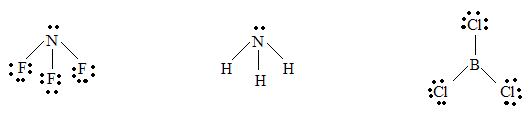 Cl
N N
F F B
F H H
H Cl Cl